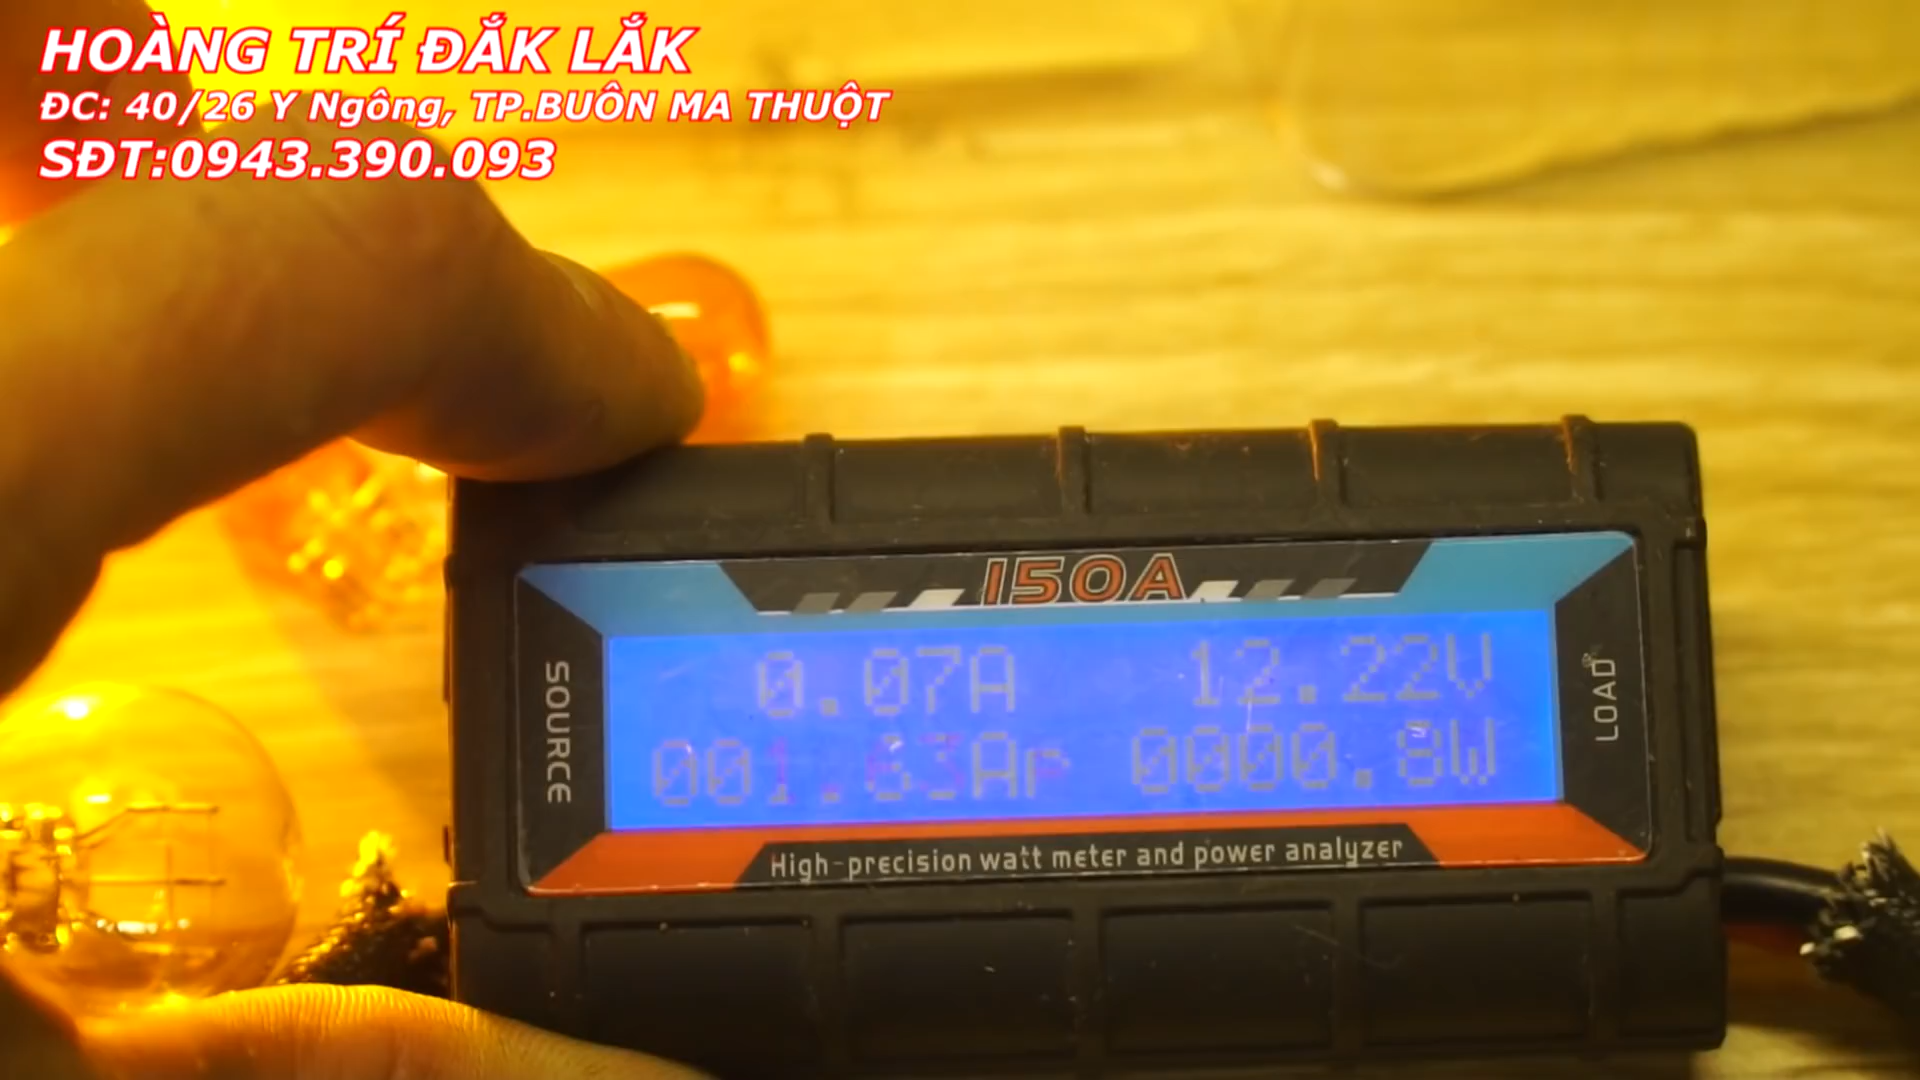 HOÀNG TRÍ ĐẮK LẮK
ĐC: 40/26 Y Ngông, TP.BUÔN MA THUỘT
SĐT:0943.390.093
150A
SOURCE
0.07A 12.22V
001.63Ap 0000.8W
LOAD
High-precision watt meter and power analyzer